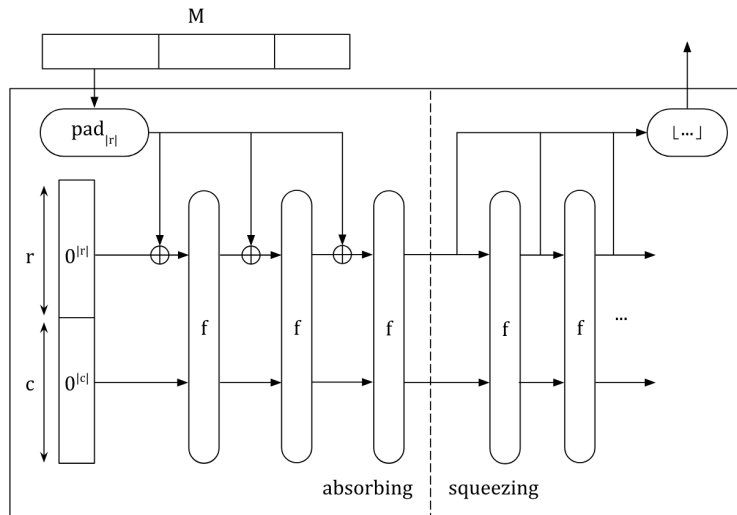 M
pad|r|
⌊...⌋
r
0|r|
f
f
f
f
f
...
c
0|c|
absorbing
squeezing